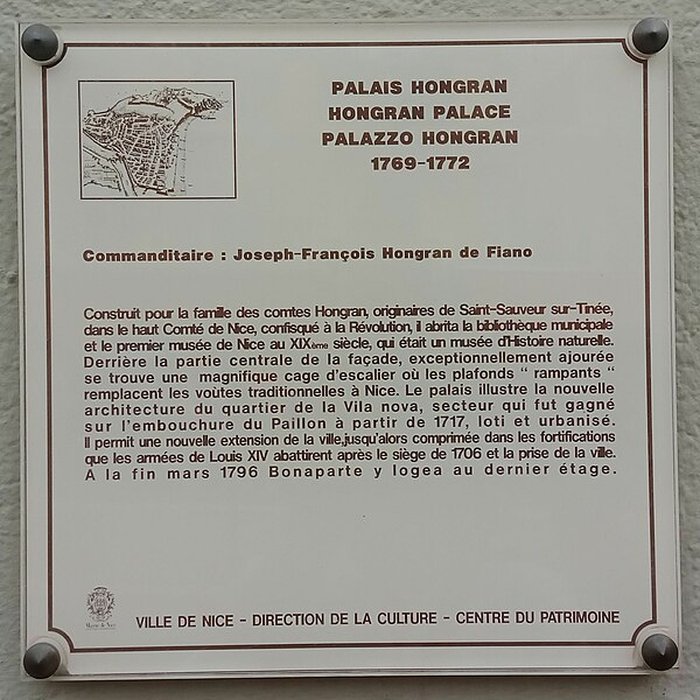 PALAIS HONGRAN
HONGRAN PALACE
PALAZZO HONGRAN
1769-1772
Commanditaire : Joseph-François Hongran de Fiano
Construit pour la famille des comtes Hongran, originaires de Saint-Sauveur sur-Tinée,
dans le haut Comté de Nice, confisqué à la Révolution, il abrita la bibliothèque municipale
et le premier musée de Nice au XIXème siècle, qui était un musée d'Histoire naturelle.
Derrière la partie centrale de la façade, exceptionnellement ajourée
se trouve une magnifique cage d'escalier où les plafonds " rampants "
remplacent les voùtes traditionnelles à Nice. Le palais illustre la nouvelle
architecture du quartier de la Vila nova, secteur qui fut gagné
sur l'embouchure du Paillon à partir de 1717, loti et urbanisé.
Il permit une nouvelle extension de la ville,jusqu'alors comprimée dans les fortifications
que les armées de Louis XIV abattirent après le siège de 1706 et la prise de la ville.
A la fin mars 1796 Bonaparte y logea au dernier étage.
Mairie de Nice
VILLE DE NICE - DIRECTION DE LA CULTURE - CENTRE DU PATRIMOINE